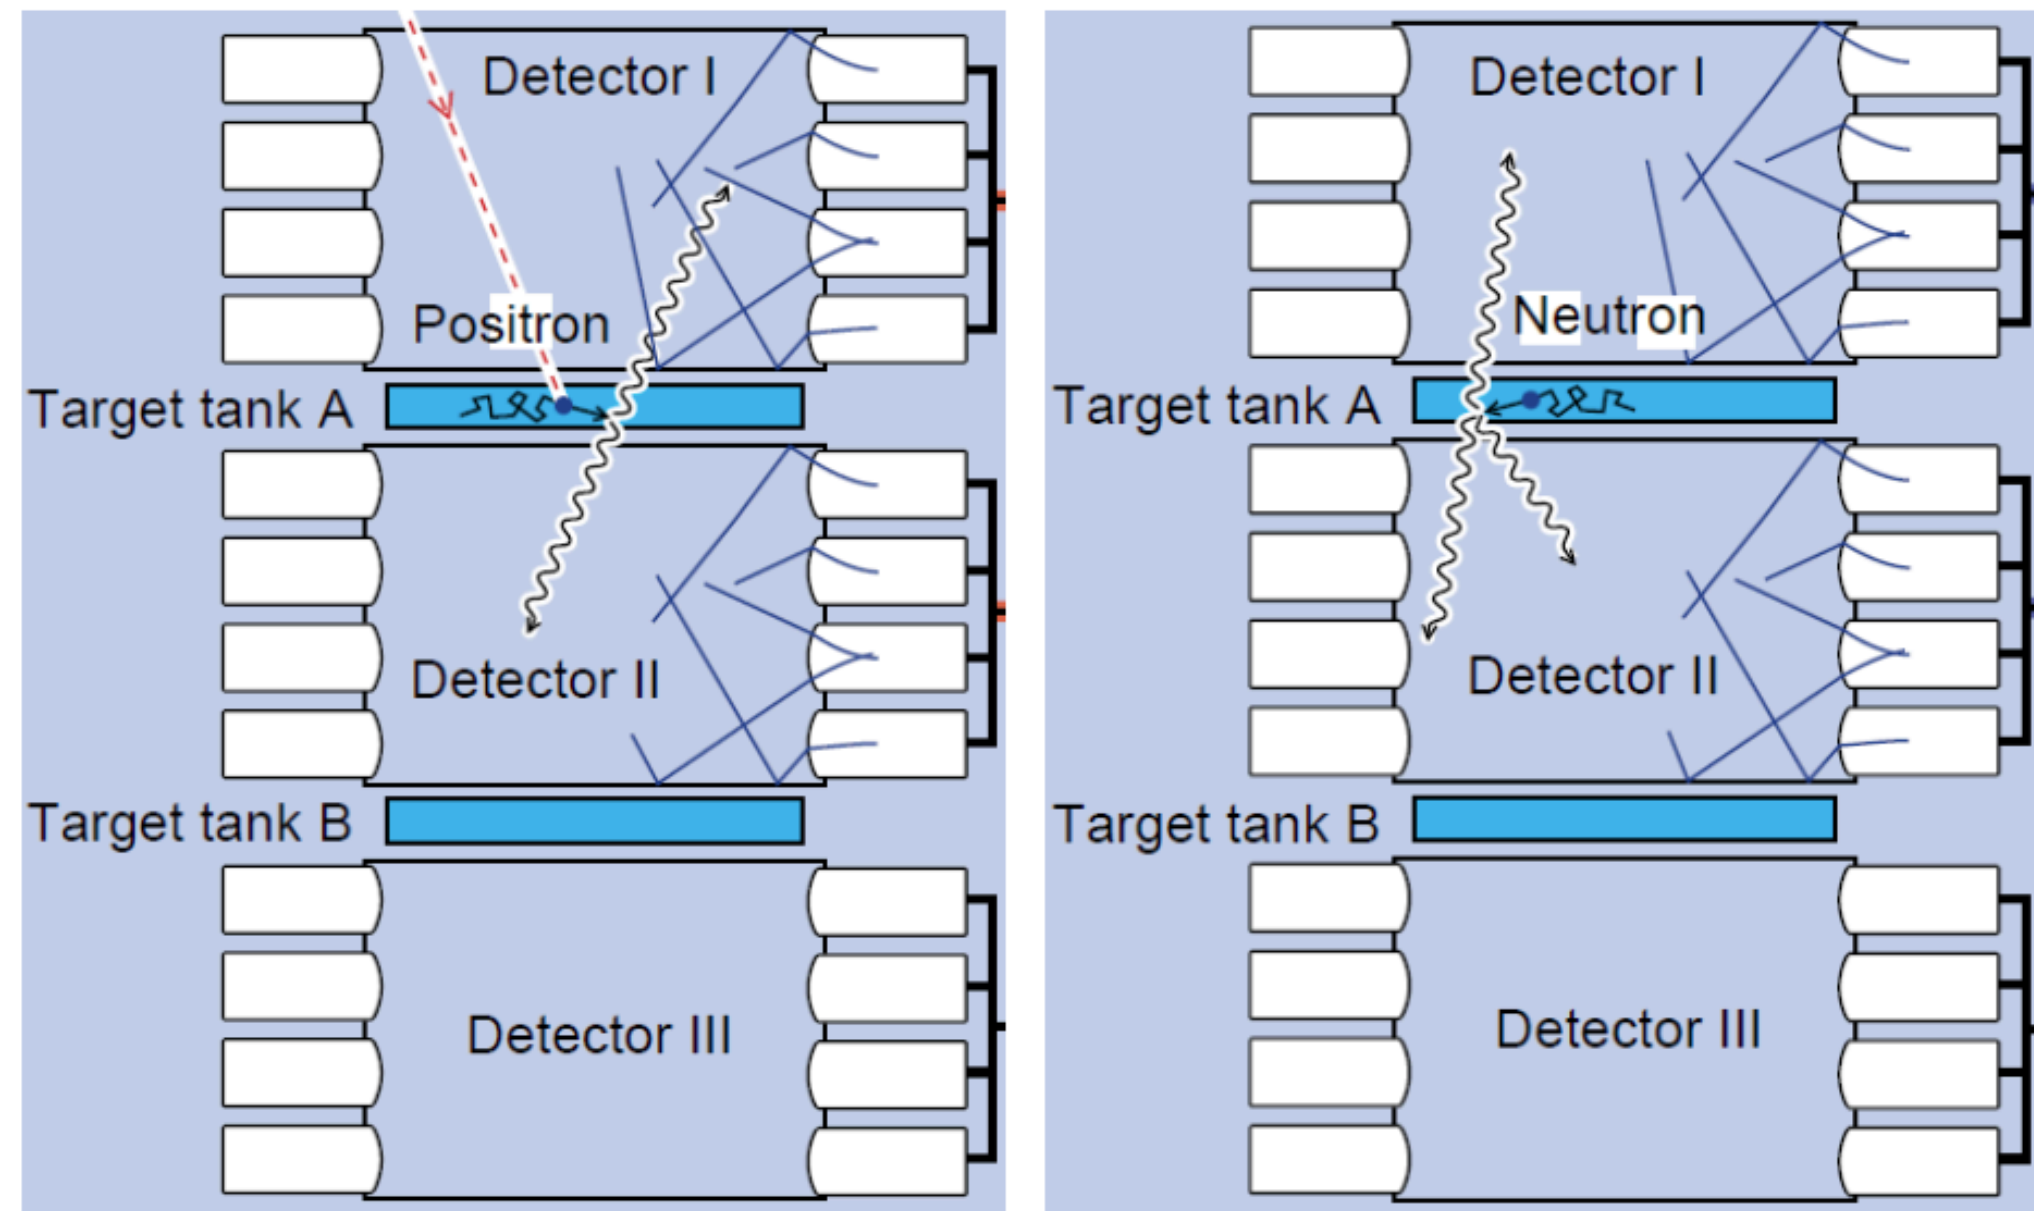 Detector I
Positron
Target tank A
Detector II
Target tank B
Detector III
Detector I
Neutron
Target tank A
Detector II
Target tank B
Detector III